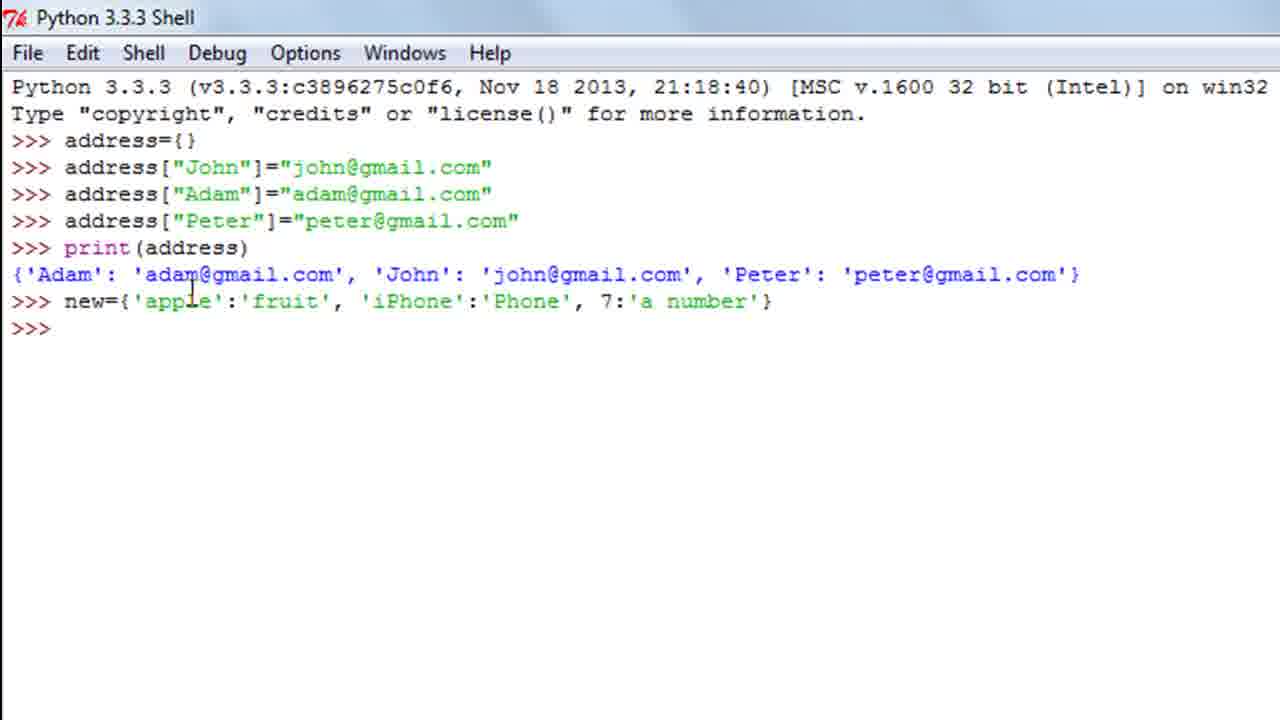 Python 3.3.3 Shell
File Edit Shell Debug Options Windows Help
Python 3.3.3 (v3.3.3:c3896275c0f6, Nov 18 2013, 21:18:40) [MSC v.1600 32 bit (Intel)] on win32
Type "copyright", "credits" or "license()" for more information.
>>> address={}
>>> address["John"]="john@gmail.com"
>>> address["Adam"]="adam@gmail.com"
>>> address["Peter"]="peter@gmail.com"
>>> print(address)
{'Adam': 'adam@gmail.com', 'John': 'john@gmail.com', 'Peter': 'peter@gmail.com'}
>>> new={'apple':'fruit', 'iPhone':'Phone', 7:'a number'}
>>>